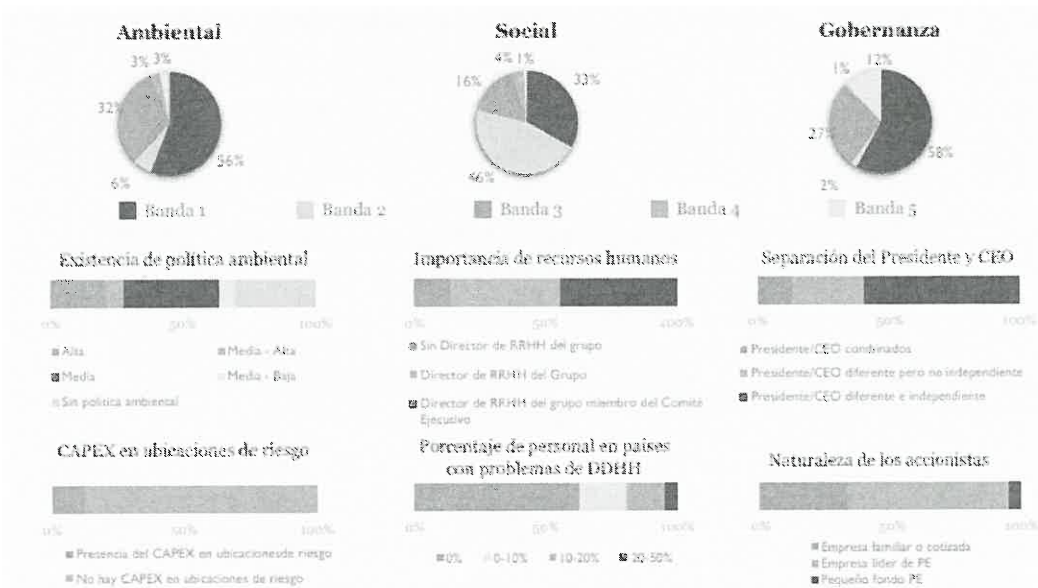 Ambiental
3% 3%
32%
56%
6%
Social
4% 1%
16%
33%
46%
Gobernanza
1% 12%
27%
58%
2%
Banda 1 Banda 2 Banda 3 Banda 4 Banda 5
Existencia de política ambiental
0% 50% 100%
Alta Media - Alta
Media Media - Baja
Sin política ambiental
Importancia de recursos humanos
0% 50% 100%
Sin Director de RRHH del grupo
Director de RRHH del Grupo
Director de RRHH del grupo miembro del Comité
Ejecutivo
Separación del Presidente y CEO
0% 50% 100%
Presidente/CEO combinados
Presidente/CEO diferente pero no independiente
Presidente/CEO diferente e independiente
CAPEX en ubicaciones de riesgo
0% 50% 100%
Presencia del CAPEX en ubicacionesde riesgo
No hay CAPEX en ubicaciones de riesgo
Porcentaje de personal en países
con problemas de DDHH
0% 50% 100%
0% 0-10% 10-20% 20-50%
Naturaleza de los accionistas
0% 50% 100%
Empresa familiar o cotizada
Empresa líder de PE
Pequeño fondo PE